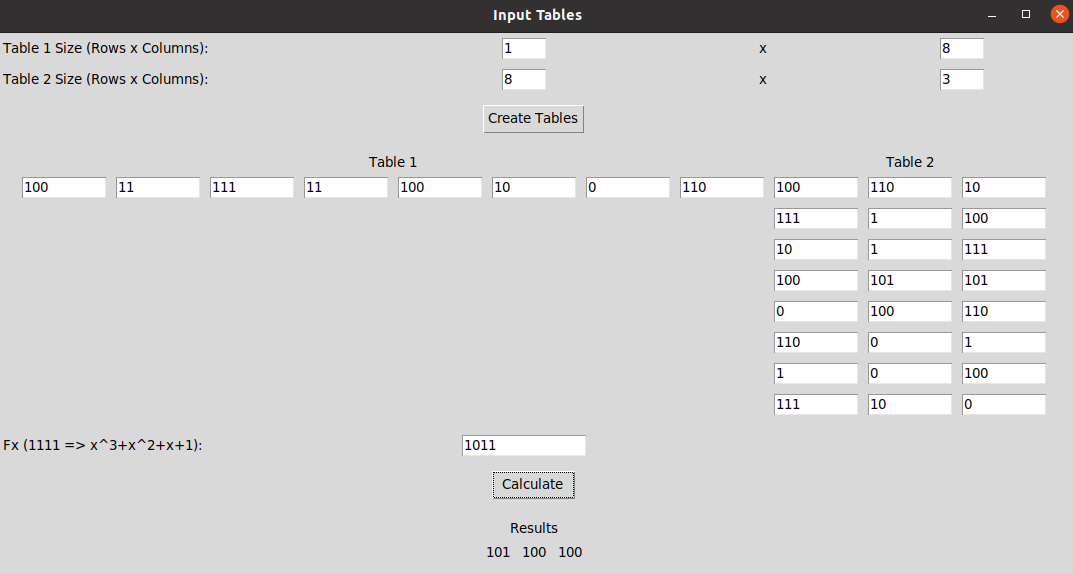 Input Tables
Table 1 Size (Rows x Columns): 1 x 8
Table 2 Size (Rows x Columns): 8 x 3
Create Tables
Table 1 Table 2
100 11 111 11 100 10 0 110 100 110 10
111 1 100
10 1 111
100 101 101
0 100 110
110 0 1
1 0 100
111 10 0
Fx (1111 => x^3+x^2+x+1): 1011
Calculate
Results
101 100 100